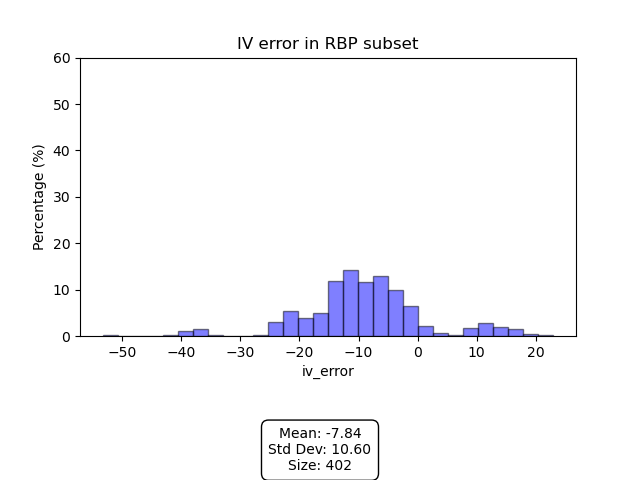 IV error in RBP subset
60
50
40
30
20
10
0
Percentage (%)
−50 −40 −30 −20 −10 0 10 20
iv_error
Mean: -7.84
Std Dev: 10.60
Size: 402